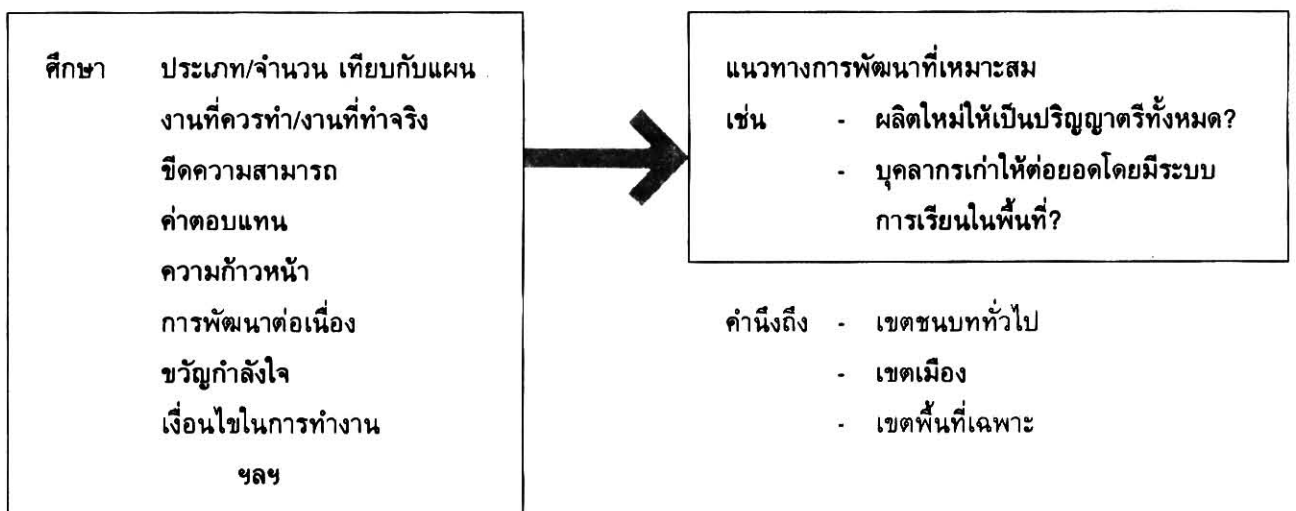 ศึกษา ประเภท/จำนวน เทียบกับแผน
งานที่ควรทำ/งานที่ทำจริง
ขีดความสามารถ
ค่าตอบแทน
ความก้าวหน้า
การพัฒนาต่อเนื่อง
ขวัญกำลังใจ
เงื่อนไขในการทำงาน
ฯลฯ
แนวทางการพัฒนาที่เหมาะสม
เช่น - ผลิตใหม่ให้เป็นปริญญาตรีทั้งหมด?
- บุคลากรเก่าให้ต่อยอดโดยมีระบบ
การเรียนในพื้นที่?
คำนึงถึง - เขตชนบททั่วไป
- เขตเมือง
- เขตพื้นที่เฉพาะ